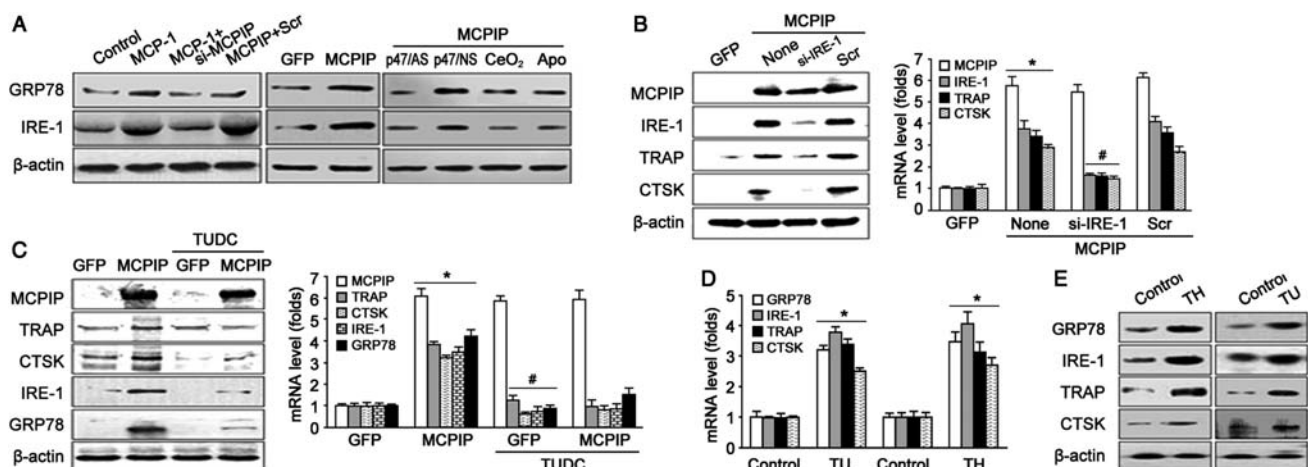 A
Control
MCP-1
MCP-1+
si-MCPIP
MCPIP+Scr
GFP MCPIP
MCPIP
p47/AS p47/NS CeO2 Apo
GRP78
IRE-1
β-actin
B
MCPIP
GFP
None
si-IRE-1
Scr
MCPIP
IRE-1
TRAP
CTSK
β-actin
mRNA level (folds)
7
6
5
4
3
2
1
0
MCPIP
IRE-1
TRAP
CTSK
*
#
GFP None si-IRE-1 Scr
MCPIP
C
TUDC
GFP MCPIP GFP MCPIP
MCPIP
TRAP
CTSK
IRE-1
GRP78
β-actin
mRNA level (folds)
7
6
5
4
3
2
1
0
MCPIP
TRAP
CTSK
IRE-1
GRP78
*
#
GFP MCPIP GFP MCPIP
TUDC
D
mRNA level (folds)
5
4
3
2
1
0
GRP78
IRE-1
TRAP
CTSK
*
*
Control TU Control TH
E
Control
TH
Control
TU
GRP78
IRE-1
TRAP
CTSK
β-actin